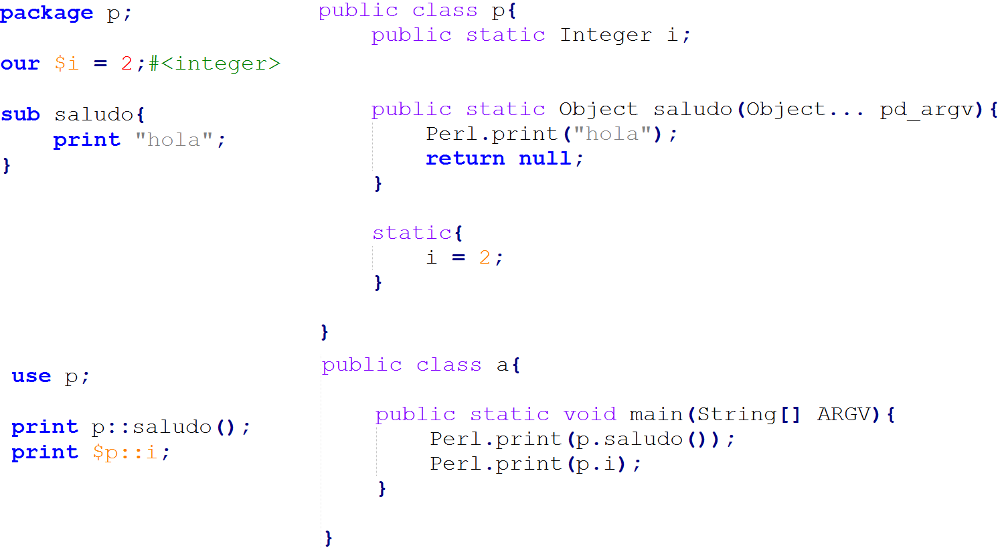 package p;
our $i = 2;#<integer>
sub saludo{
    print "hola";
}
public class p{
    public static Integer i;
    public static Object saludo(Object... pd_argv){
        Perl.print("hola");
        return null;
    }
    static{
        i = 2;
    }
}
use p;
print p::saludo();
print $p::i;
public class a{
    public static void main(String[] ARGV){
        Perl.print(p.saludo());
        Perl.print(p.i);
    }
}